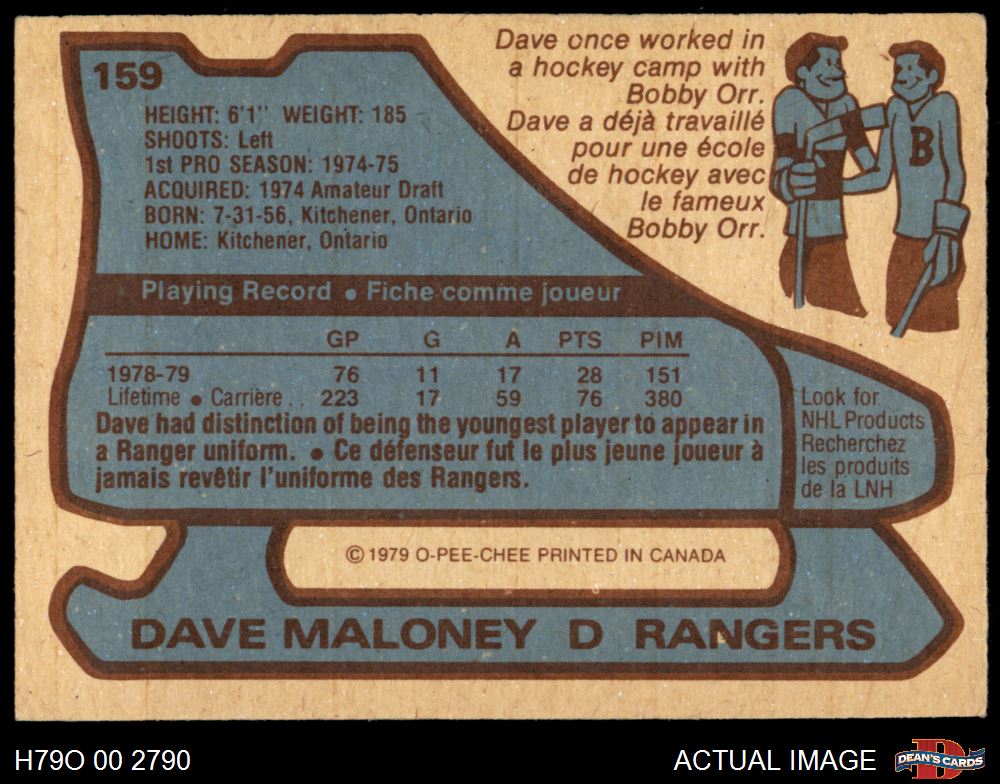 159
HEIGHT: 6'1" WEIGHT: 185
SHOOTS: Left
1st PRO SEASON: 1974-75
ACQUIRED: 1974 Amateur Draft
BORN: 7-31-56, Kitchener, Ontario
HOME: Kitchener, Ontario
Dave once worked in
a hockey camp with
Bobby Orr.
Dave a déjà travaillé
pour une école
de hockey avec
le fameux
Bobby Orr.
B
Playing Record ● Fiche comme joueur
GP G A PTS PIM
1978-79 76 11 17 28 151
Lifetime ● Carrière . . 223 17 59 76 380
Dave had distinction of being the youngest player to appear in
a Ranger uniform. ● Ce défenseur fut le plus jeune joueur à
jamais revêtir l'uniforme des Rangers.
Look for
NHL Products
Recherchez
les produits
de la LNH
© 1979 O-PEE-CHEE PRINTED IN CANADA
DAVE MALONEY D RANGERS
H79O 00 2790
ACTUAL IMAGE
D
DEAN'S CARDS